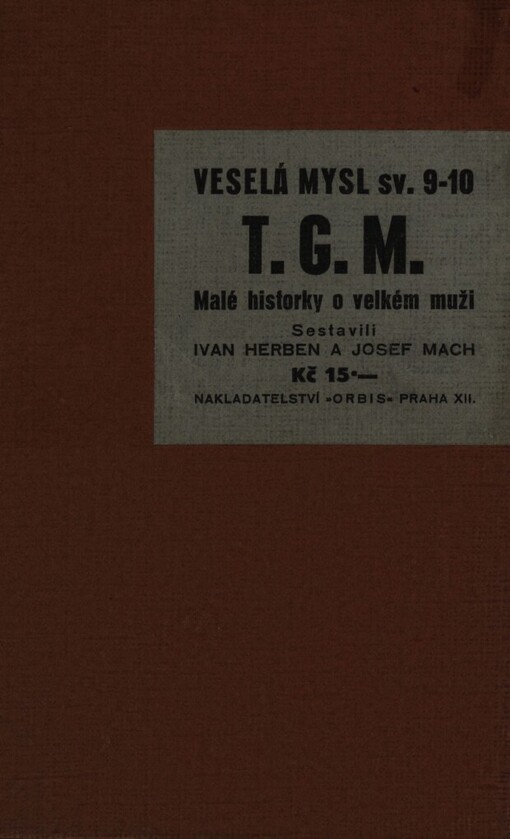 VESELÁ MYSL sv. 9-10
T. G. M.
Malé historky o velkém muži
Sestavili
IVAN HERBEN A JOSEF MACH
Kč 15·—
NAKLADATELSTVÍ »ORBIS« PRAHA XII.